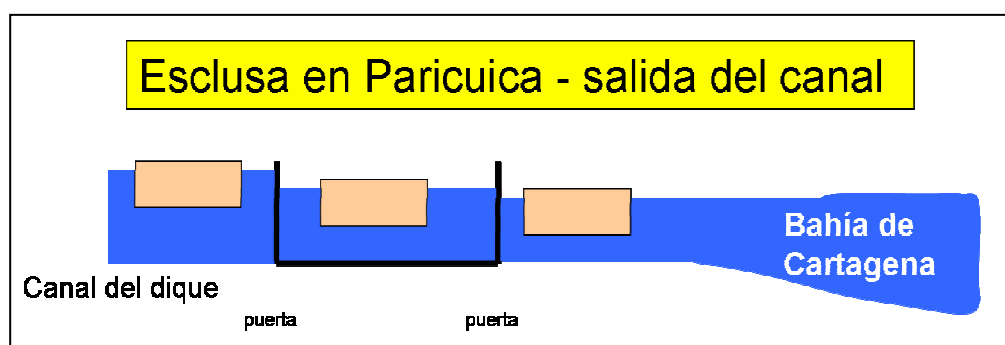 Esclusa en Paricuica - salida del canal
Bahía de
Cartagena
Canal del dique
puerta
puerta